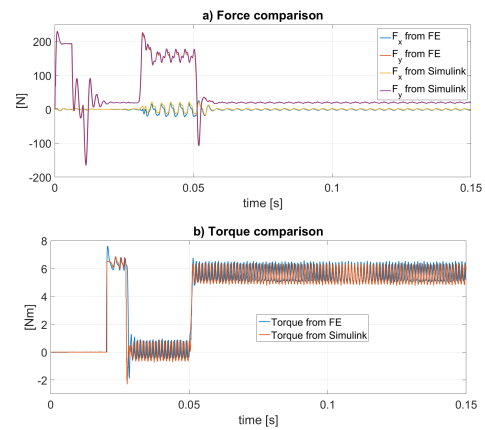 a) Force comparison
200
100
0
-100
-200
[N]
F_x from FE
F_y from FE
F_x from Simulink
F_y from Simulink
0
0.05
0.1
0.15
time [s]
b) Torque comparison
8
6
4
2
0
-2
[Nm]
Torque from FE
Torque from Simulink
0
0.05
0.1
0.15
time [s]